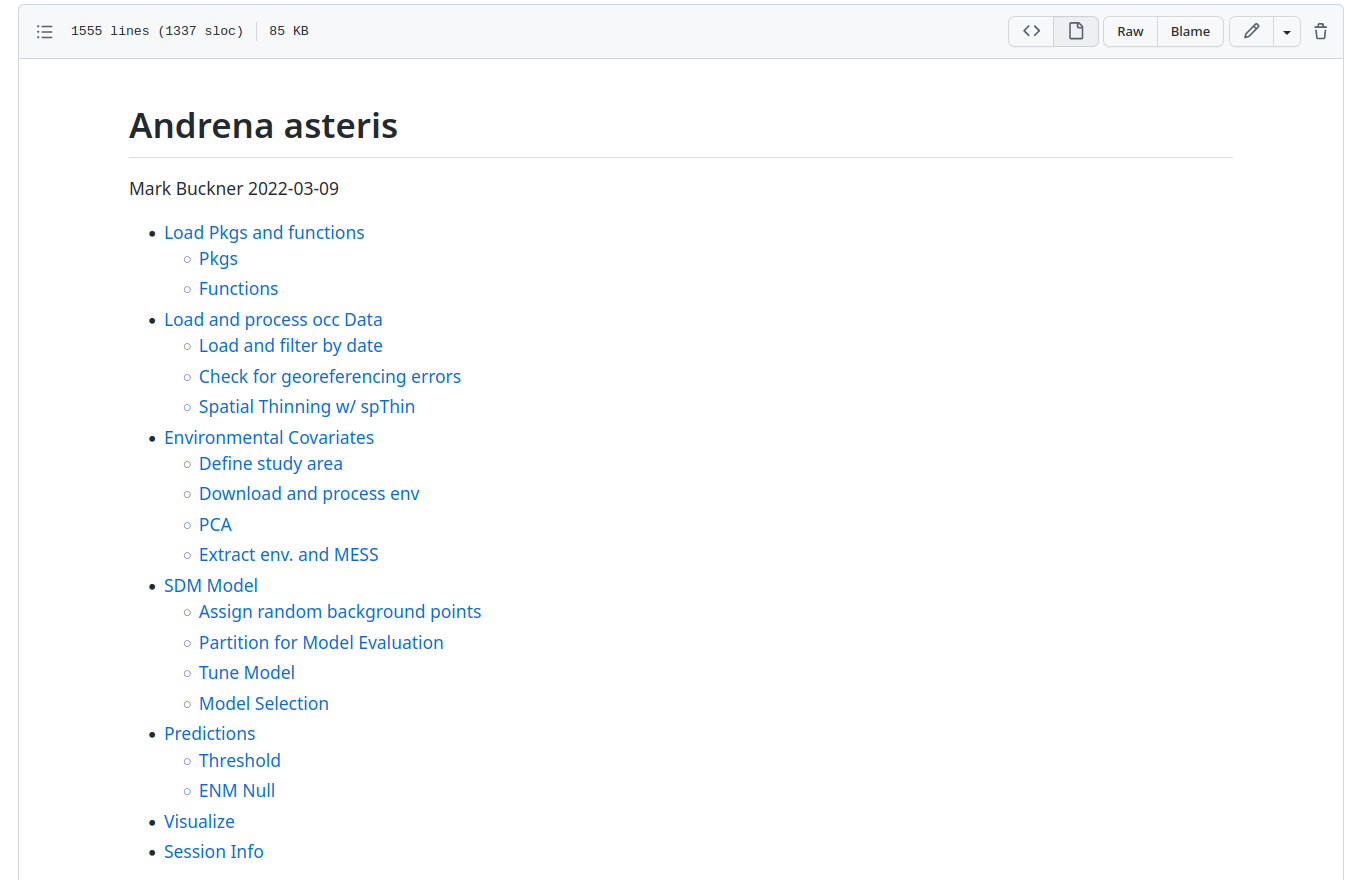 1555 lines (1337 sloc) 85 KB Raw Blame
Andrena asteris
Mark Buckner 2022-03-09
Load Pkgs and functions
Pkgs
Functions
Load and process occ Data
Load and filter by date
Check for georeferencing errors
Spatial Thinning w/ spThin
Environmental Covariates
Define study area
Download and process env
PCA
Extract env. and MESS
SDM Model
Assign random background points
Partition for Model Evaluation
Tune Model
Model Selection
Predictions
Threshold
ENM Null
Visualize
Session Info